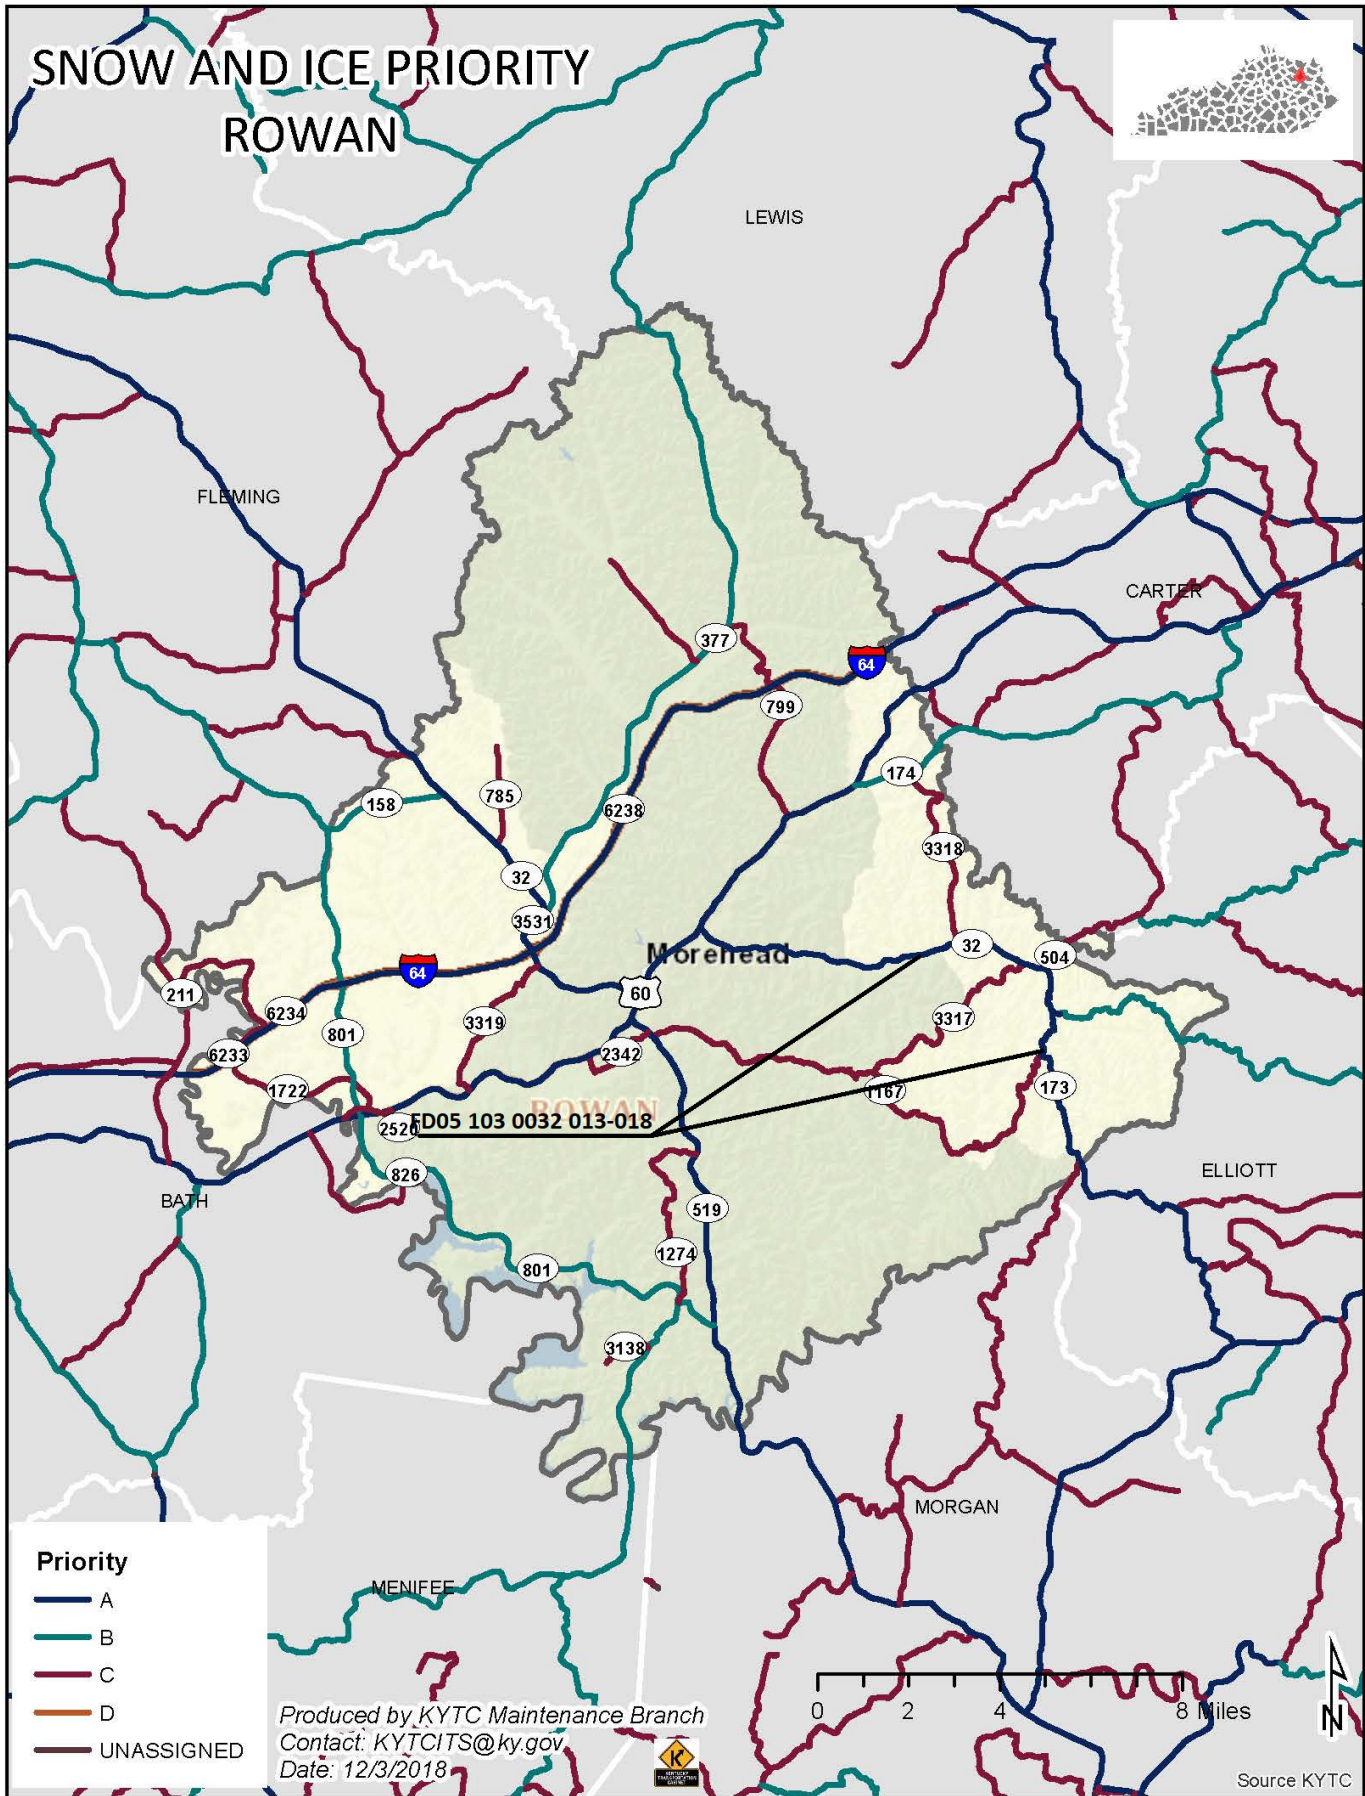 SNOW AND ICE PRIORITY
ROWAN
LEWIS
FLEMING
CARTER
377
64
799
174
158
785
6238
3318
32
3531
Morehead
32
504
64
211
60
6234
3319
3317
801
6233
2342
1722
1167
173
ROWAN
2520
FD05 103 0032 013-018
826
ELLIOTT
BATH
519
1274
801
3138
MORGAN
Priority
A
B
C
D
UNASSIGNED
MENIFEE
Produced by KYTC Maintenance Branch
Contact: KYTCITS@ky.gov
Date: 12/3/2018
K
KENTUCKY
TRANSPORTATION
CABINET
0 2 4 8 Miles
N
Source KYTC